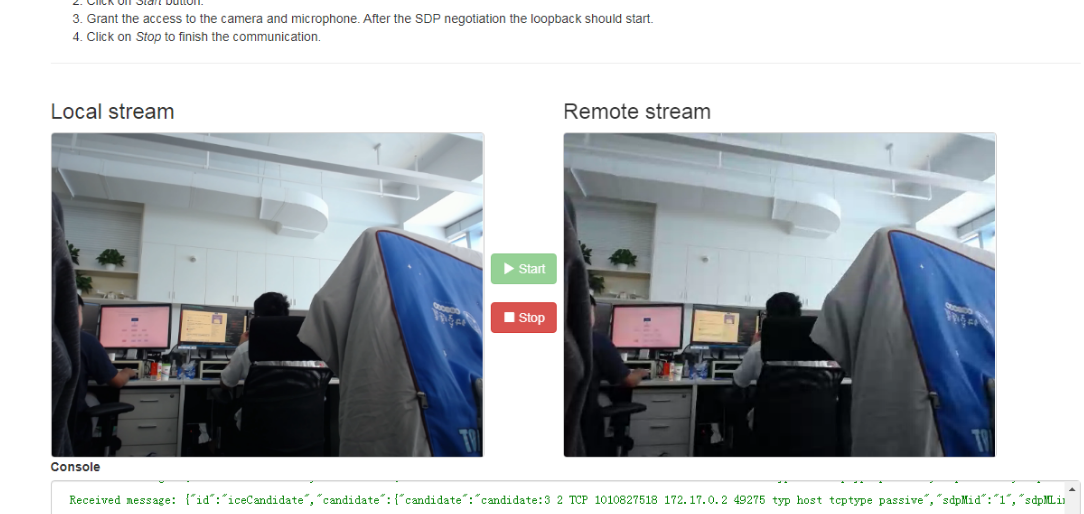 2. Click on Start button.
3. Grant the access to the camera and microphone. After the SDP negotiation the loopback should start.
4. Click on Stop to finish the communication.
Local stream
Remote stream
Start
Stop
Console
Received message: {"id":"iceCandidate","candidate":{"candidate":"candidate:3 2 TCP 1010827518 172.17.0.2 49275 typ host tcptype passive","sdpMid":"1","sdpMLin